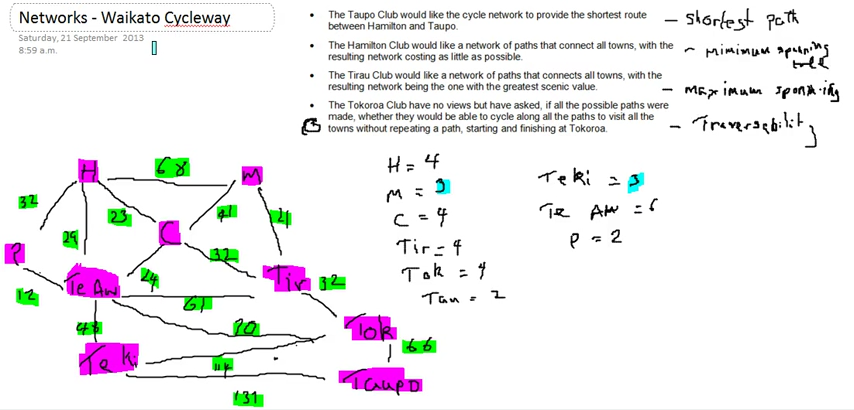 Networks - Waikato Cycleway
Saturday, 21 September 2013
8:59 a.m.
• The Taupo Club would like the cycle network to provide the shortest route
between Hamilton and Taupo.
• The Hamilton Club would like a network of paths that connect all towns, with the
resulting network costing as little as possible.
• The Tirau Club would like a network of paths that connects all towns, with the
resulting network being the one with the greatest scenic value.
• The Tokoroa Club have no views but have asked, if all the possible paths were
made, whether they would be able to cycle along all the paths to visit all the
towns without repeating a path, starting and finishing at Tokoroa.
- shortest path
- minimum spanning
tree
- maximum spanning
- Traversability
H = 4
M = 3
C = 4
Tir = 4
Tok = 4
Tau = 2
Teki = 3
Te Aw = 6
P = 2
68
H
M
32
23
41
21
29
C
P
32
24
Te Aw
Tir
32
12
61
48
70
Tok
Te Ki
66
Taupo
131